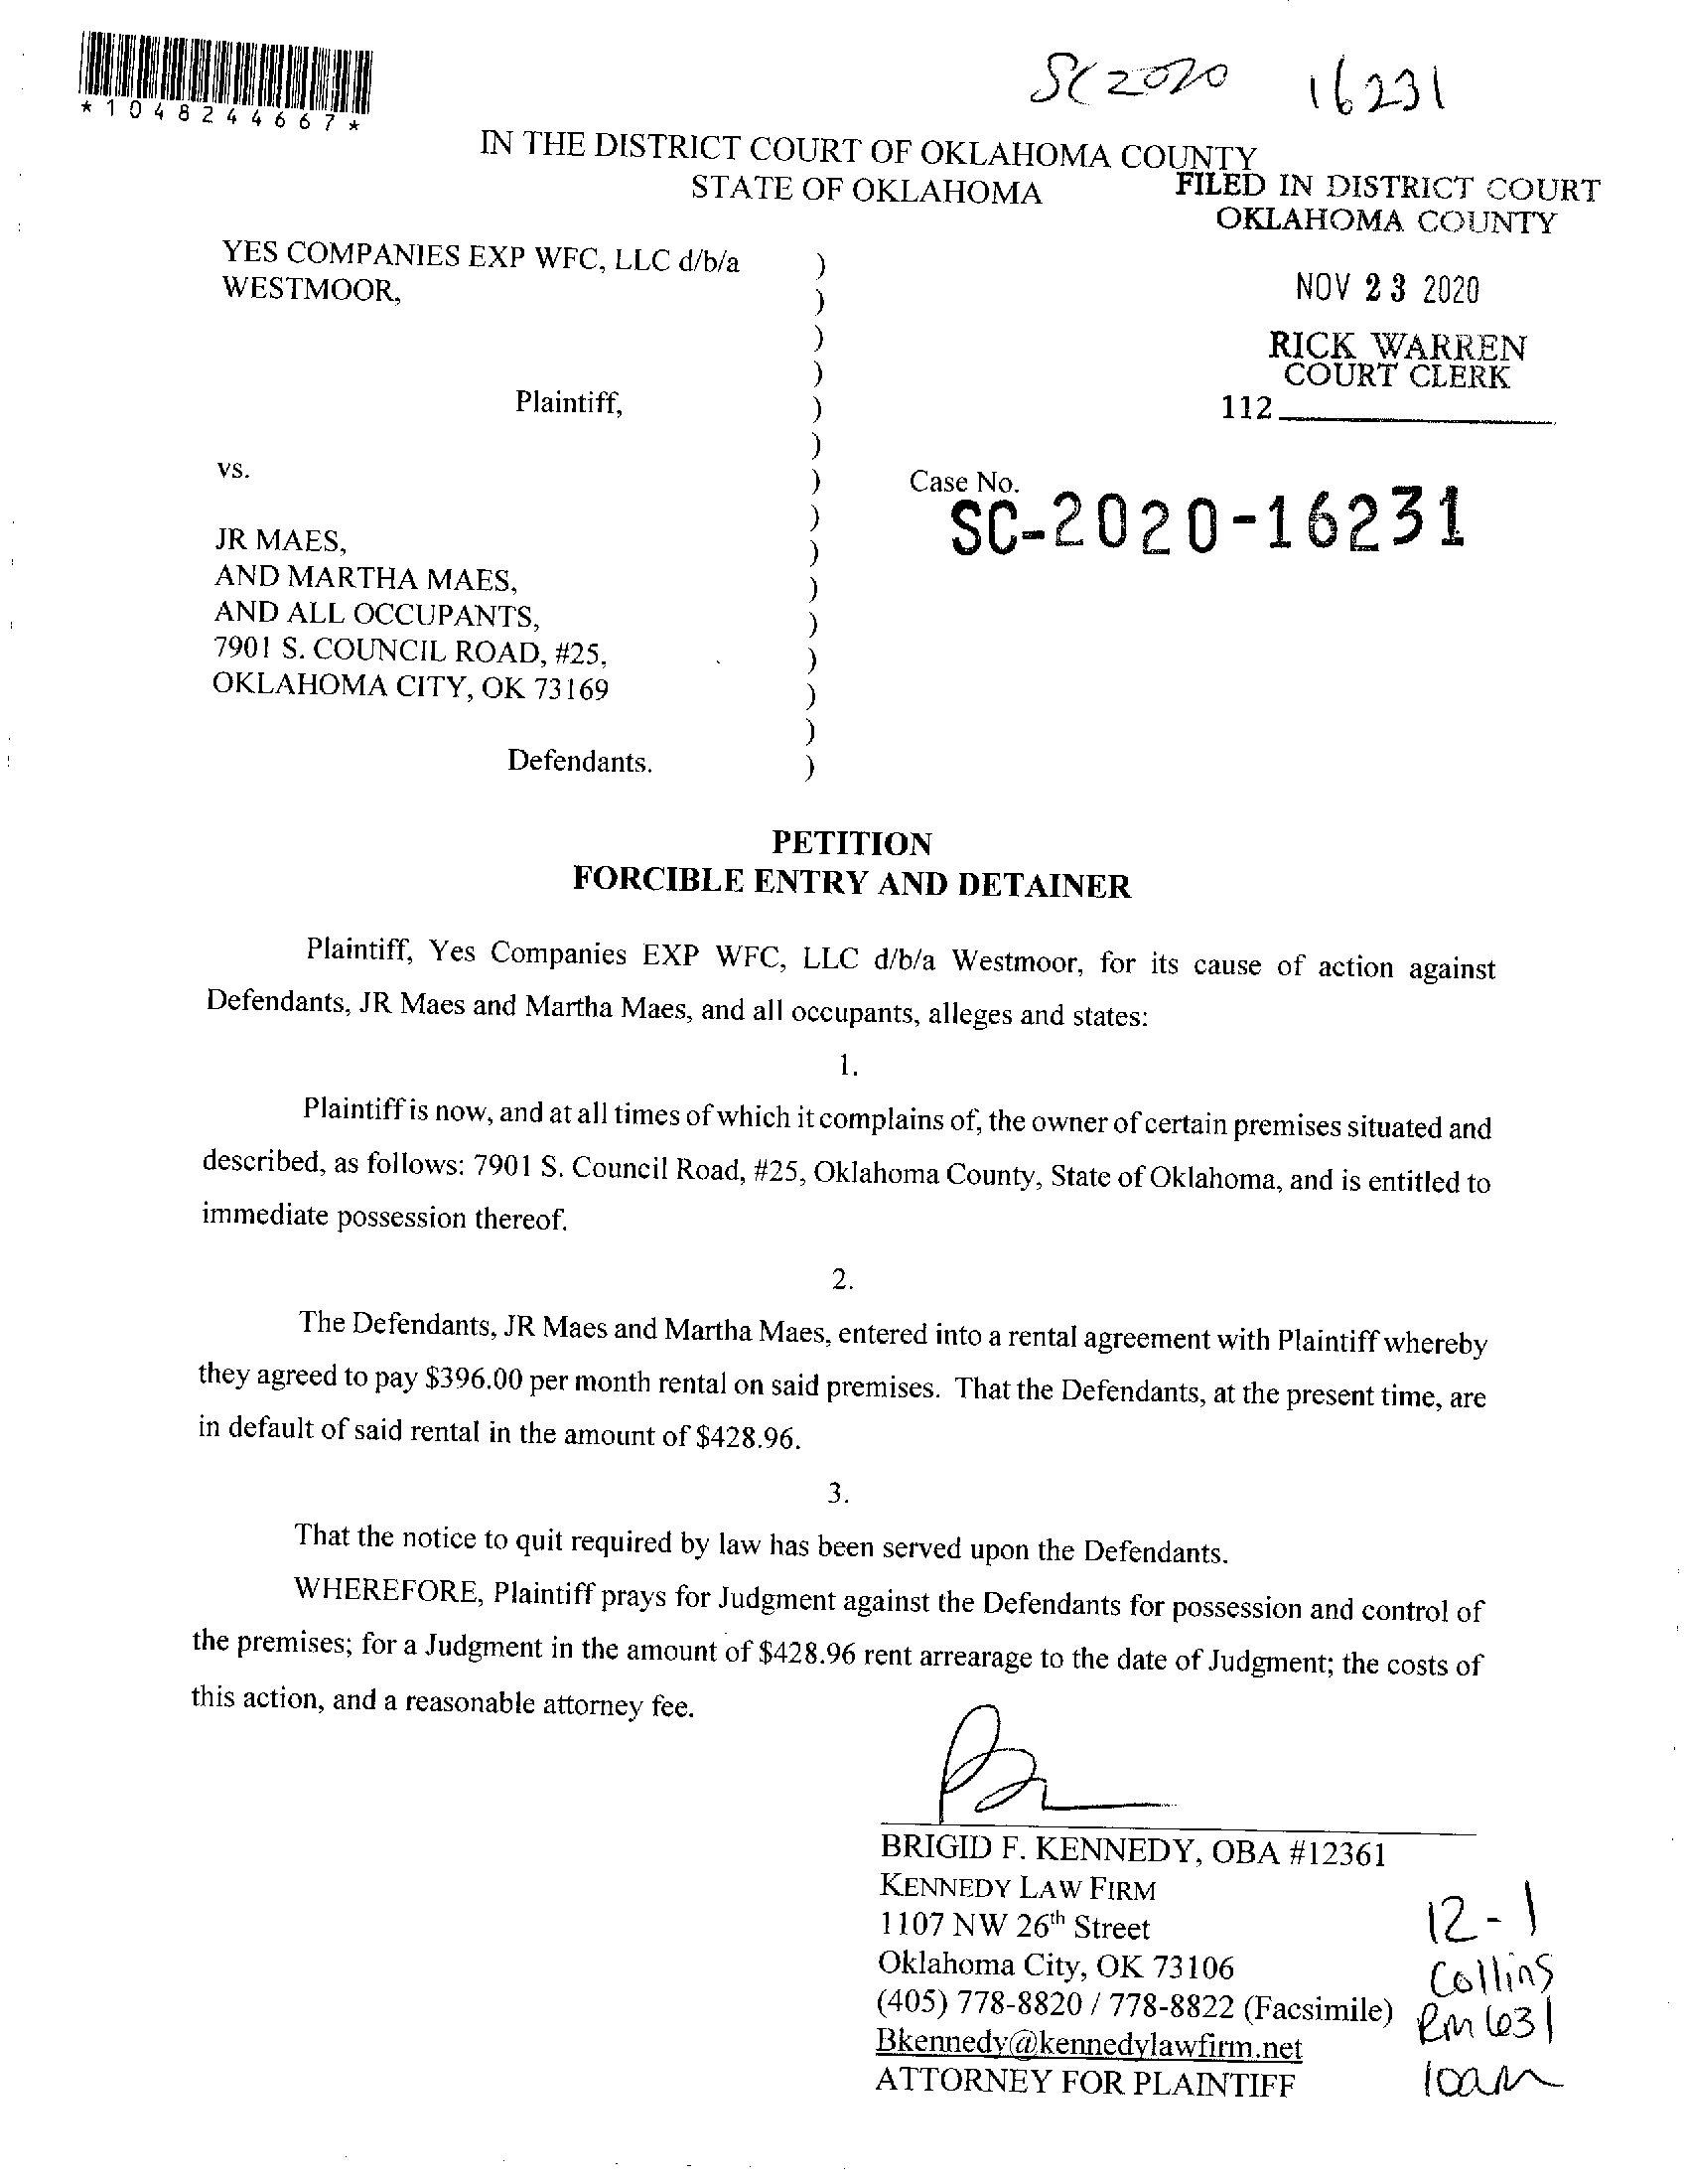 *1048244667*
SC 2020 16231
IN THE DISTRICT COURT OF OKLAHOMA COUNTY
STATE OF OKLAHOMA
FILED IN DISTRICT COURT
OKLAHOMA COUNTY
NOV 23 2020
RICK WARREN
COURT CLERK
112
YES COMPANIES EXP WFC, LLC d/b/a )
WESTMOOR, )
)
)
Plaintiff, )
)
vs. )
Case No.
SC-2020-16231
)
JR MAES, )
AND MARTHA MAES, )
AND ALL OCCUPANTS, )
7901 S. COUNCIL ROAD, #25, )
OKLAHOMA CITY, OK 73169 )
)
Defendants. )
PETITION
FORCIBLE ENTRY AND DETAINER
Plaintiff, Yes Companies EXP WFC, LLC d/b/a Westmoor, for its cause of action against
Defendants, JR Maes and Martha Maes, and all occupants, alleges and states:
1.
Plaintiff is now, and at all times of which it complains of, the owner of certain premises situated and
described, as follows: 7901 S. Council Road, #25, Oklahoma County, State of Oklahoma, and is entitled to
immediate possession thereof.
2.
The Defendants, JR Maes and Martha Maes, entered into a rental agreement with Plaintiff whereby
they agreed to pay $396.00 per month rental on said premises. That the Defendants, at the present time, are
in default of said rental in the amount of $428.96.
3.
That the notice to quit required by law has been served upon the Defendants.
WHEREFORE, Plaintiff prays for Judgment against the Defendants for possession and control of
the premises; for a Judgment in the amount of $428.96 rent arrearage to the date of Judgment; the costs of
this action, and a reasonable attorney fee.
BRIGID F. KENNEDY, OBA #12361
KENNEDY LAW FIRM
1107 NW 26th Street
Oklahoma City, OK 73106
(405) 778-8820 / 778-8822 (Facsimile)
Bkennedy@kennedylawfirm.net
ATTORNEY FOR PLAINTIFF
12-1
Collins
Rm 631
10am